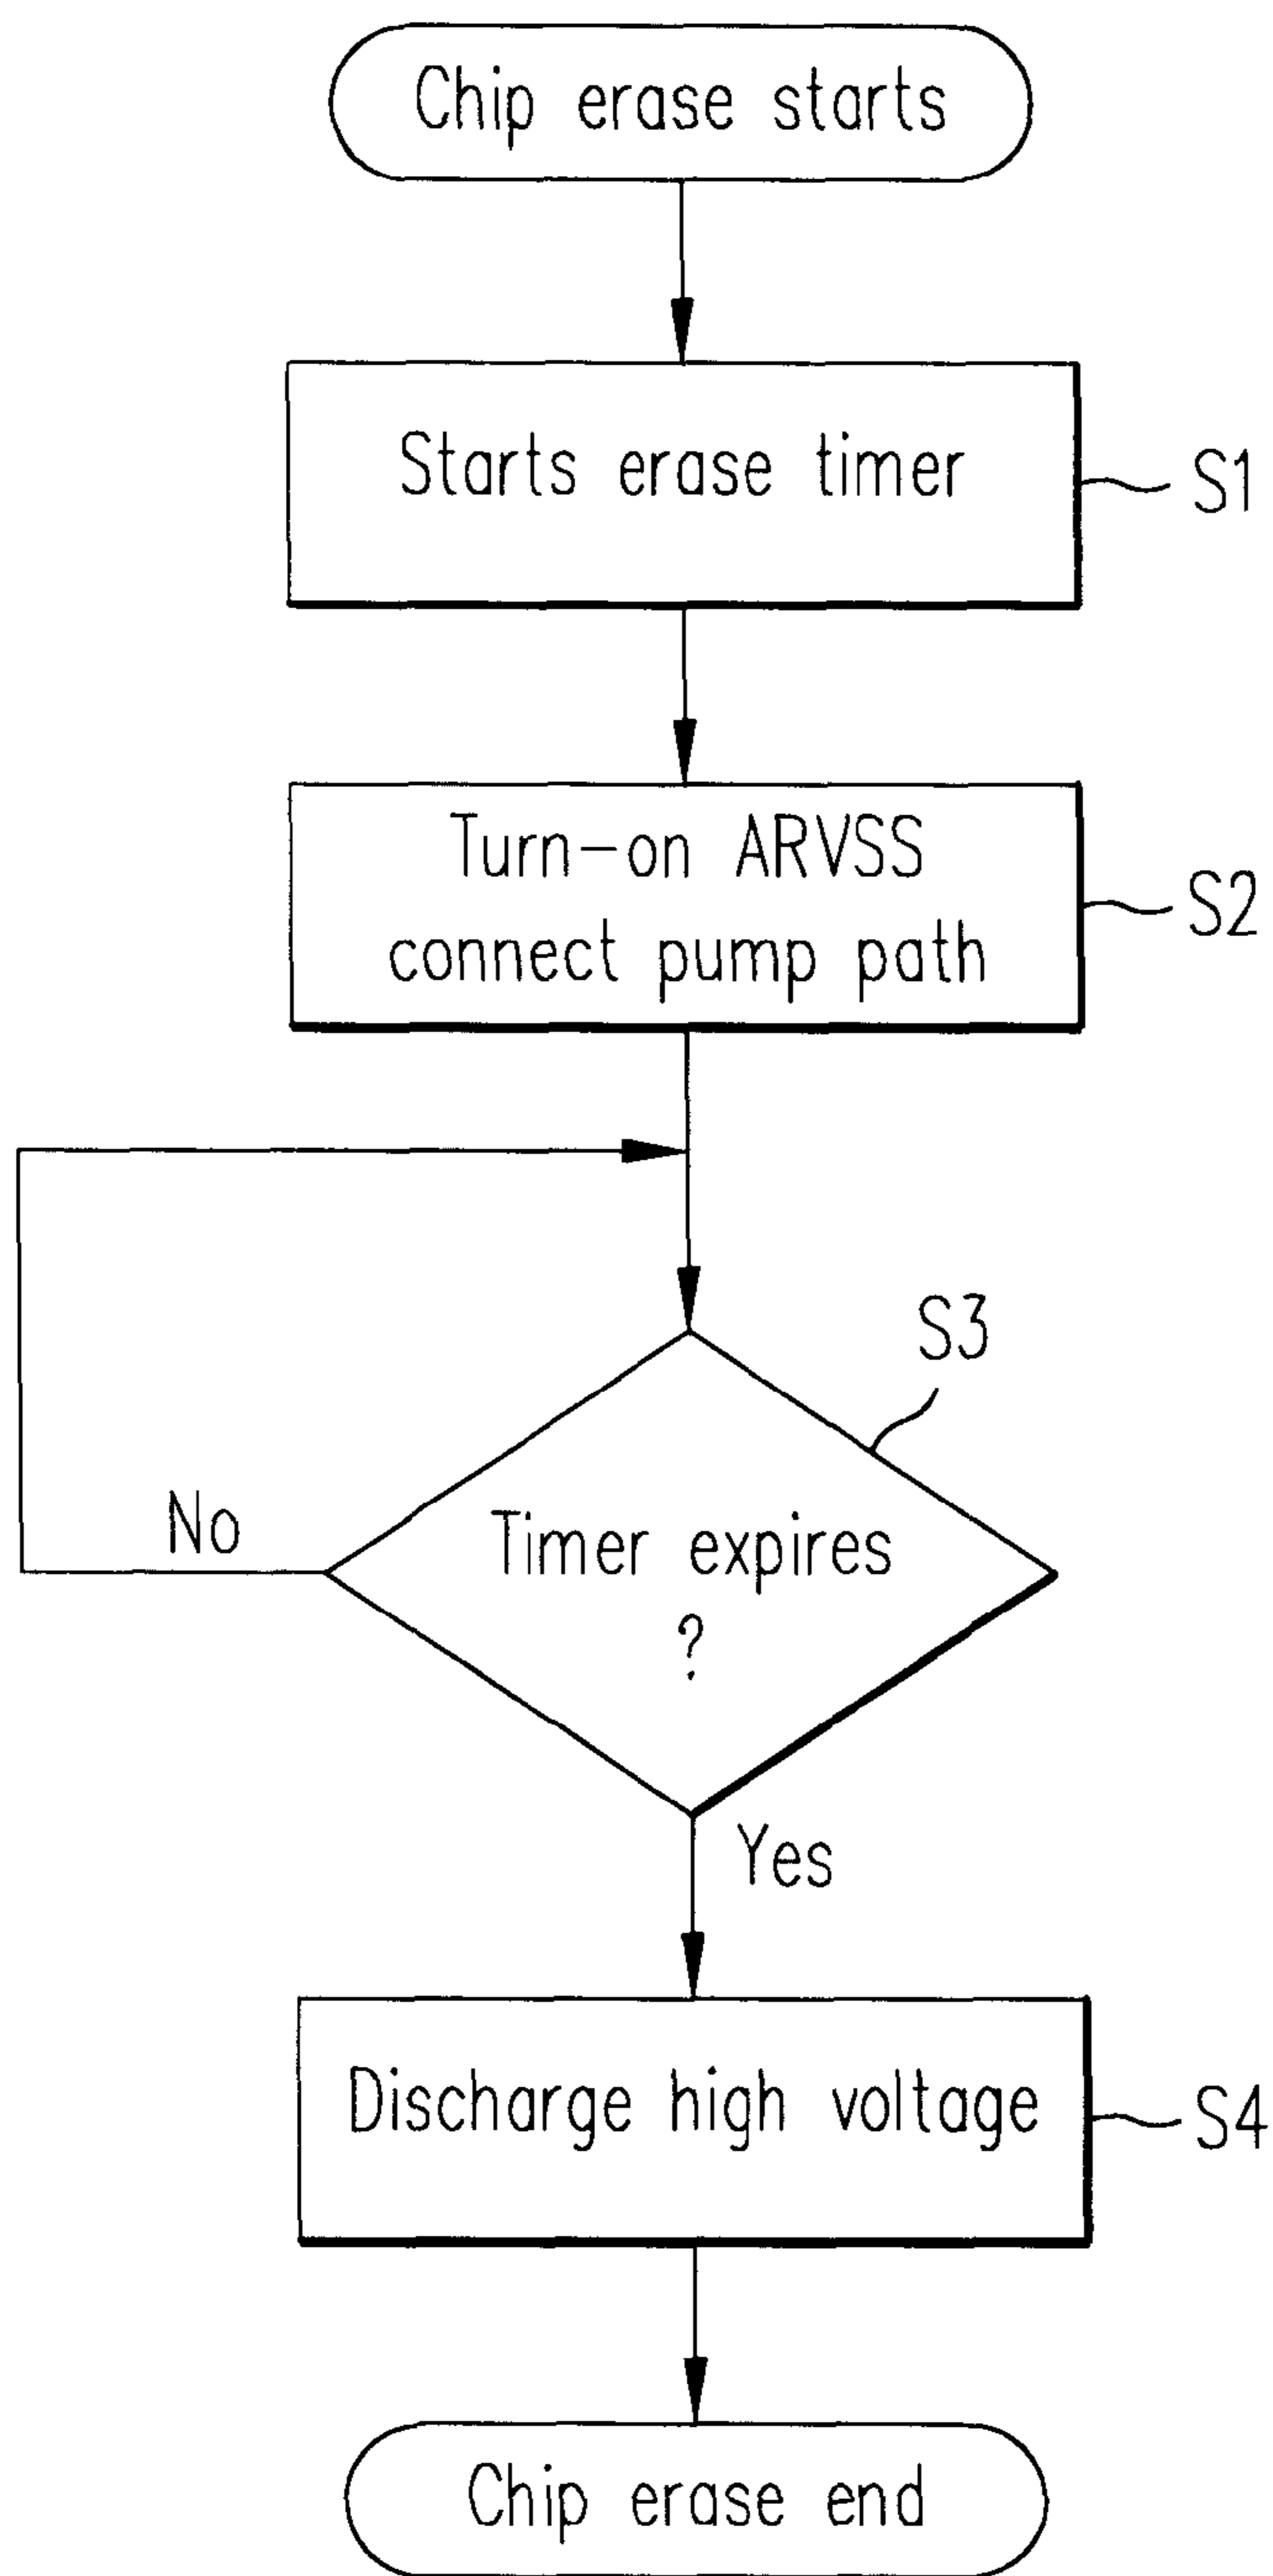 Chip erase starts
Starts erase timer
S1
Turn-on ARVSS
connect pump path
S2
S3
Timer expires
?
No
Yes
Discharge high voltage
S4
Chip erase end